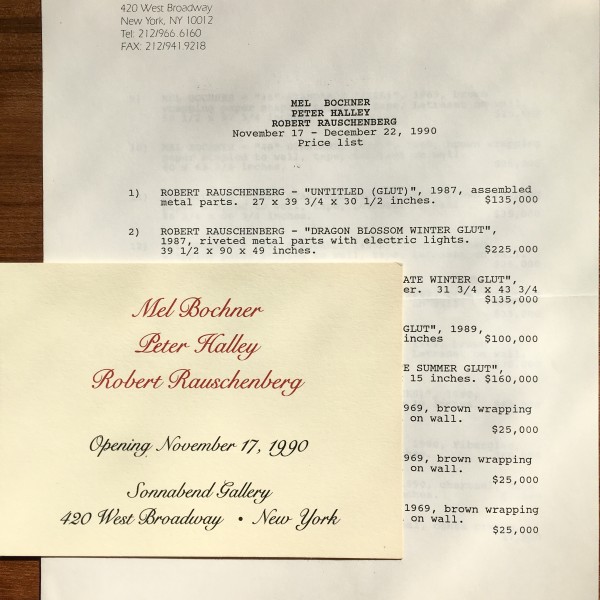 420 West Broadway
New York, NY 10012
Tel: 212/966.6160
FAX: 212/941 9218
MEL BOCHNER
PETER HALLEY
ROBERT RAUSCHENBERG
November 17 - December 22, 1990
Price list
1) ROBERT RAUSCHENBERG - "UNTITLED (GLUT)", 1987, assembled
metal parts. 27 x 39 3/4 x 30 1/2 inches. $135,000
2) ROBERT RAUSCHENBERG - "DRAGON BLOSSOM WINTER GLUT",
1987, riveted metal parts with electric lights.
39 1/2 x 90 x 49 inches. $225,000
ATE WINTER GLUT",
er. 31 3/4 x 43 3/4
$135,000
GLUT", 1989,
inches $100,000
E SUMMER GLUT",
15 inches. $160,000
969, brown wrapping
on wall.
$25,000
969, brown wrapping
on wall.
$25,000
1969, brown wrapping
on wall.
$25,000
Mel Bochner
Peter Halley
Robert Rauschenberg
Opening November 17, 1990
Sonnabend Gallery
420 West Broadway • New York